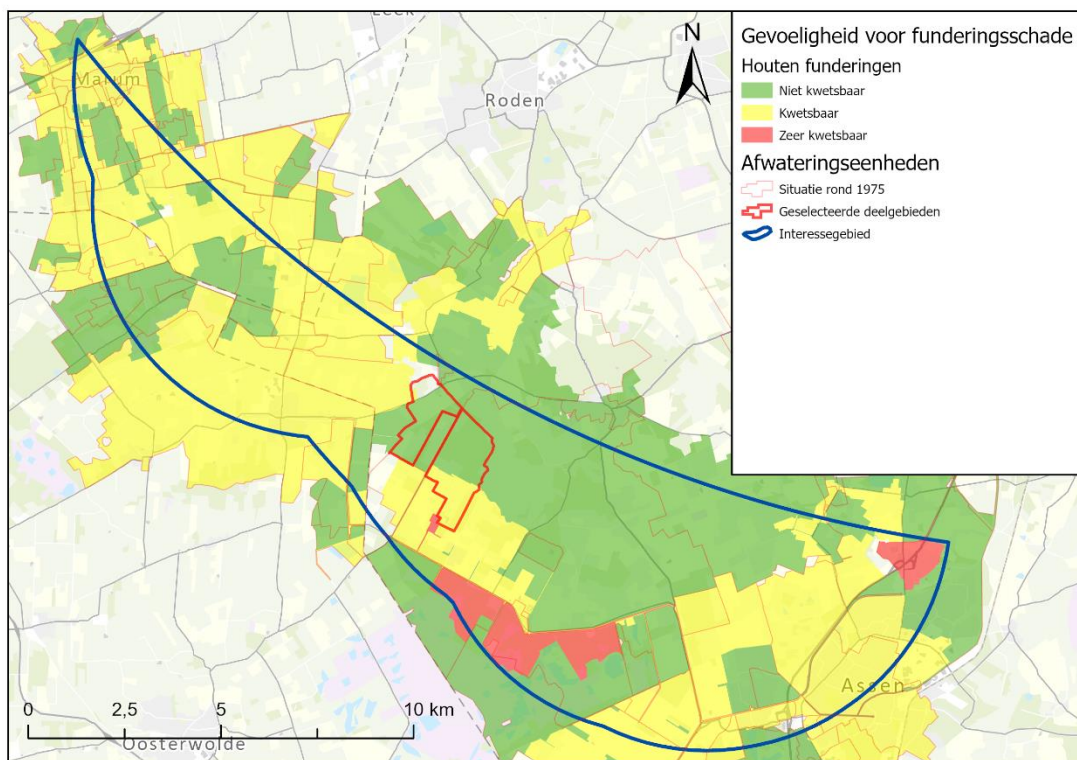 Leek
Marum
Roden
N
Gevoeligheid voor funderingsschade
Houten funderingen
Niet kwetsbaar
Kwetsbaar
Zeer kwetsbaar
Afwateringseenheden
Situatie rond 1975
Geselecteerde deelgebieden
Interessegebied
Assen
0 2,5 5 10 km
Oosterwolde